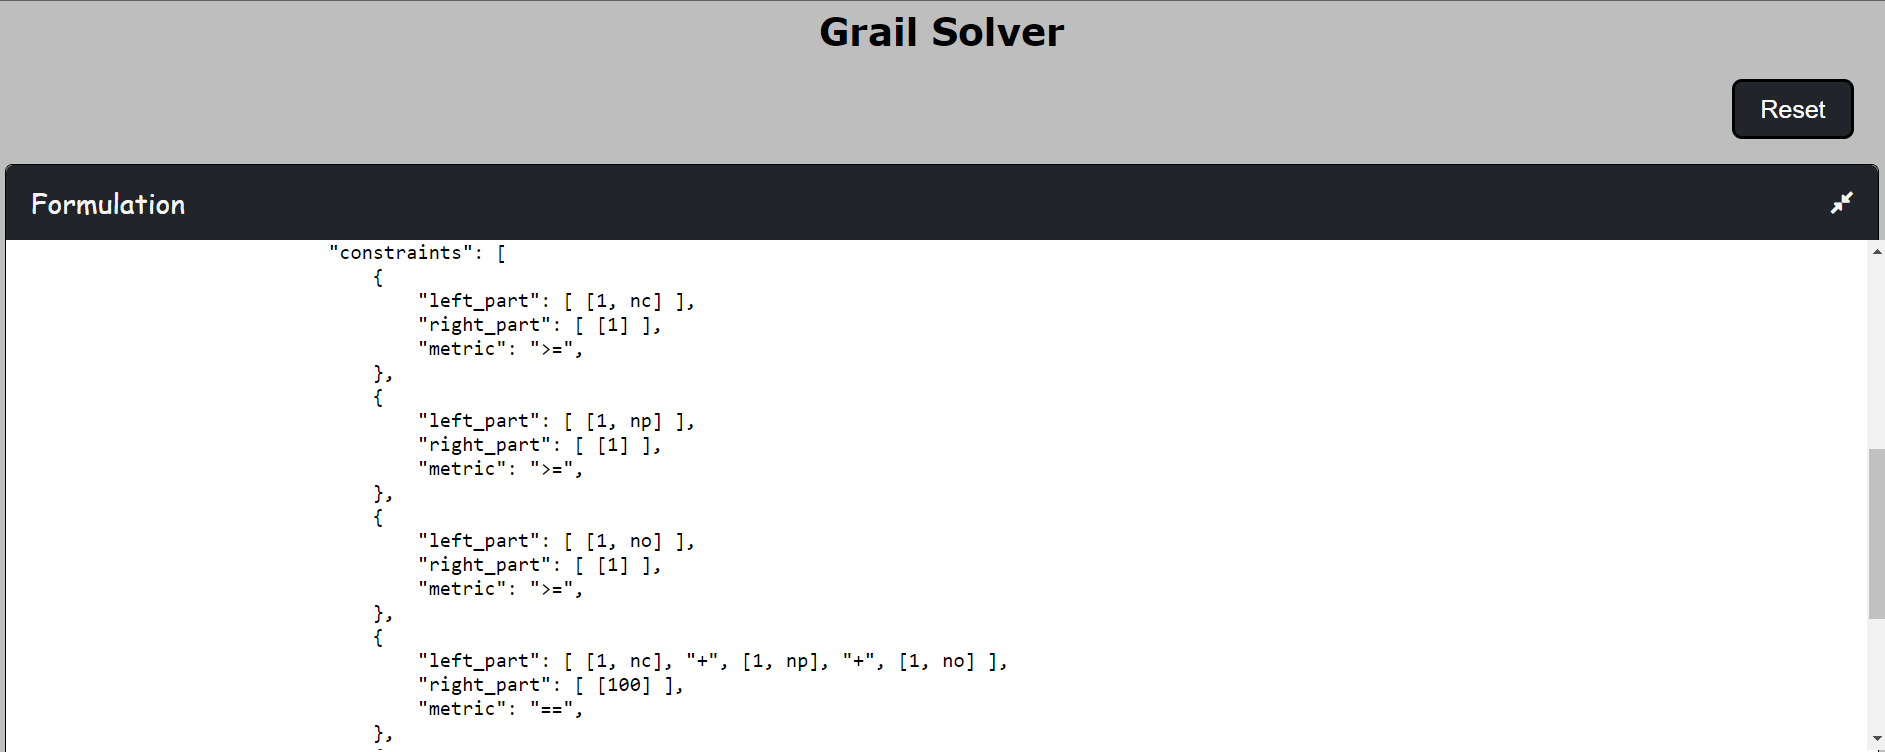 Grail Solver
Reset
Formulation
"constraints": [
{
"left_part": [ [1, nc] ],
"right_part": [ [1] ],
"metric": ">=",
},
{
"left_part": [ [1, np] ],
"right_part": [ [1] ],
"metric": ">=",
},
{
"left_part": [ [1, no] ],
"right_part": [ [1] ],
"metric": ">=",
},
{
"left_part": [ [1, nc], "+", [1, np], "+", [1, no] ],
"right_part": [ [100] ],
"metric": "==",
},